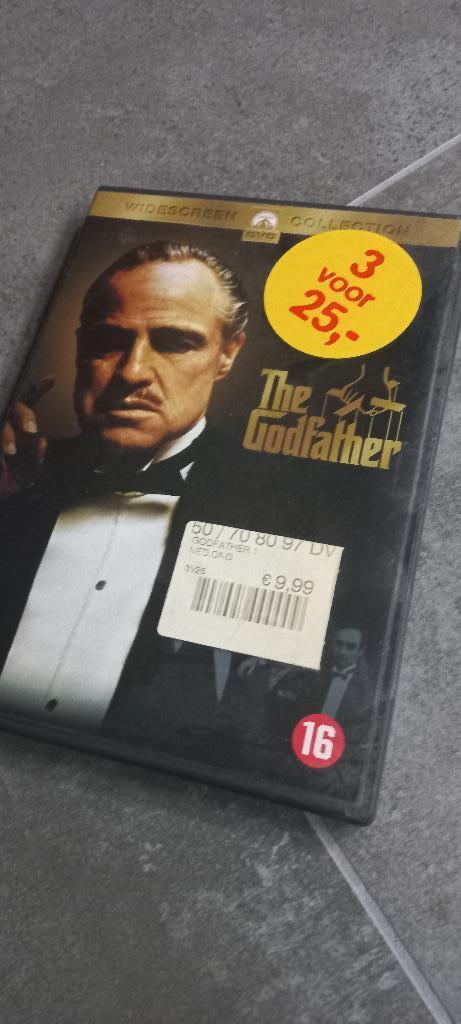 WIDESCREEN DVD COLLECTION
3
voor
25,-
The
Godfather
50 / 70 80 97 DV
GODFATHER 1
NED.OND
3V25
€ 9,99
16